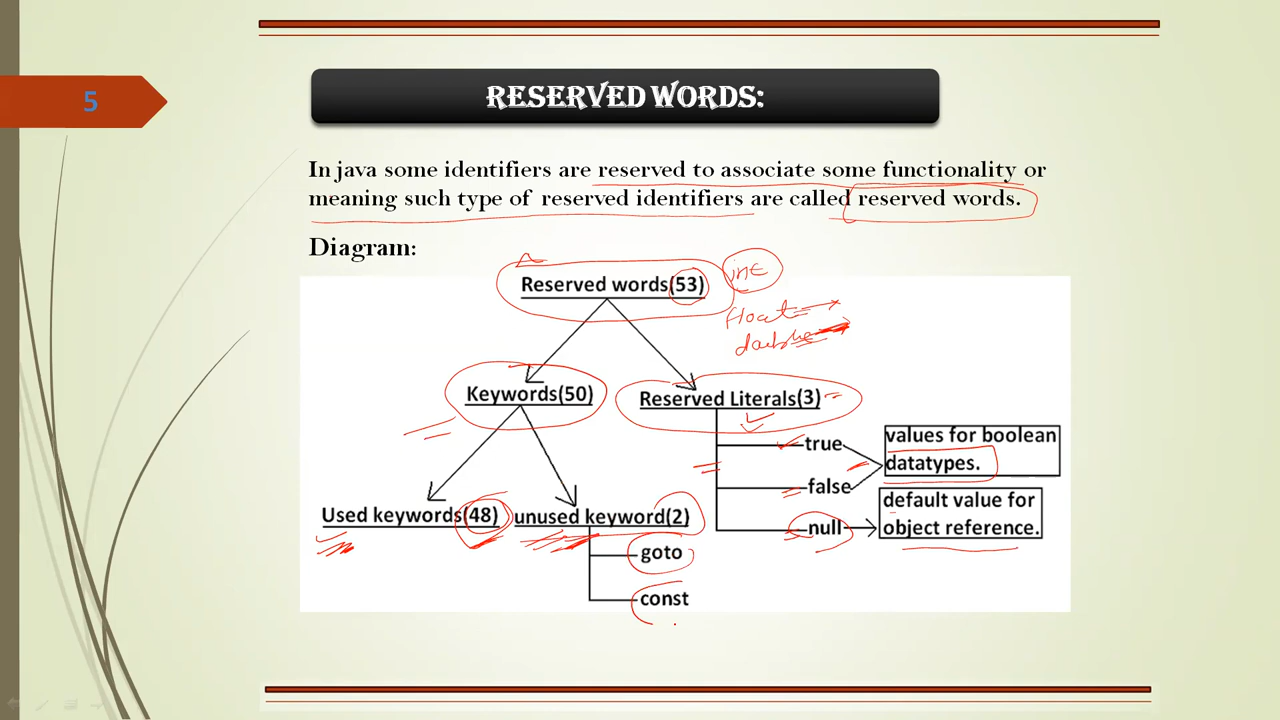 5
RESERVED WORDS:
In java some identifiers are reserved to associate some functionality or
meaning such type of reserved identifiers are called reserved words.
Diagram:
Reserved words(53)
int
float
double
Keywords(50)
Reserved Literals(3)
true
false
null
values for boolean
datatypes.
default value for
object reference.
Used keywords(48)
unused keyword(2)
goto
const